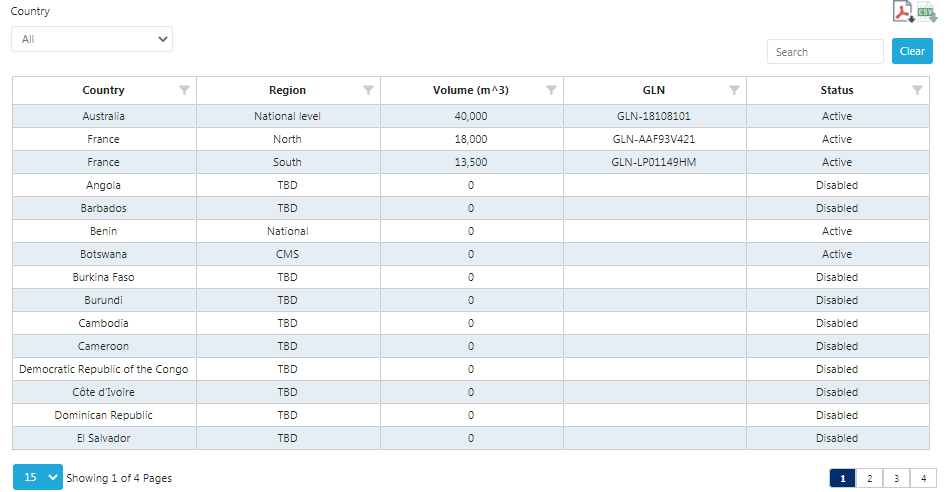 Country
CSV
All
Search Clear
Country Region Volume (m^3) GLN Status
Australia National level 40,000 GLN-18108101 Active
France North 18,000 GLN-AAF93V421 Active
France South 13,500 GLN-LP01149HM Active
Angola TBD 0 Disabled
Barbados TBD 0 Disabled
Benin National 0 Active
Botswana CMS 0 Active
Burkina Faso TBD 0 Disabled
Burundi TBD 0 Disabled
Cambodia TBD 0 Disabled
Cameroon TBD 0 Disabled
Democratic Republic of the Congo TBD 0 Disabled
Côte d'Ivoire TBD 0 Disabled
Dominican Republic TBD 0 Disabled
El Salvador TBD 0 Disabled
15 Showing 1 of 4 Pages 1 2 3 4